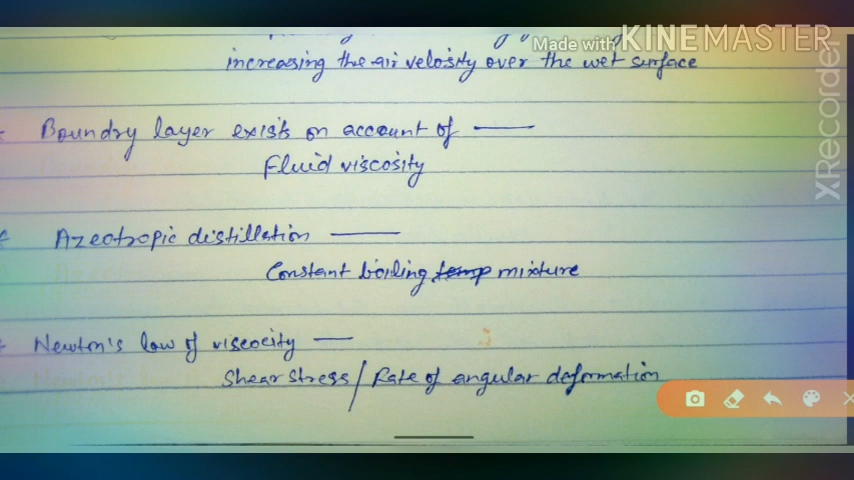 Made with KINEMASTER
increasing the air velosity over the wet surface
Boundry layer exists on account of ——
Fluid viscosity
Azeotropic distillation ——
Constant boiling temp mixture
Newton's law of viscocity —
Shear stress / Rate of angular deformation
XRecorder